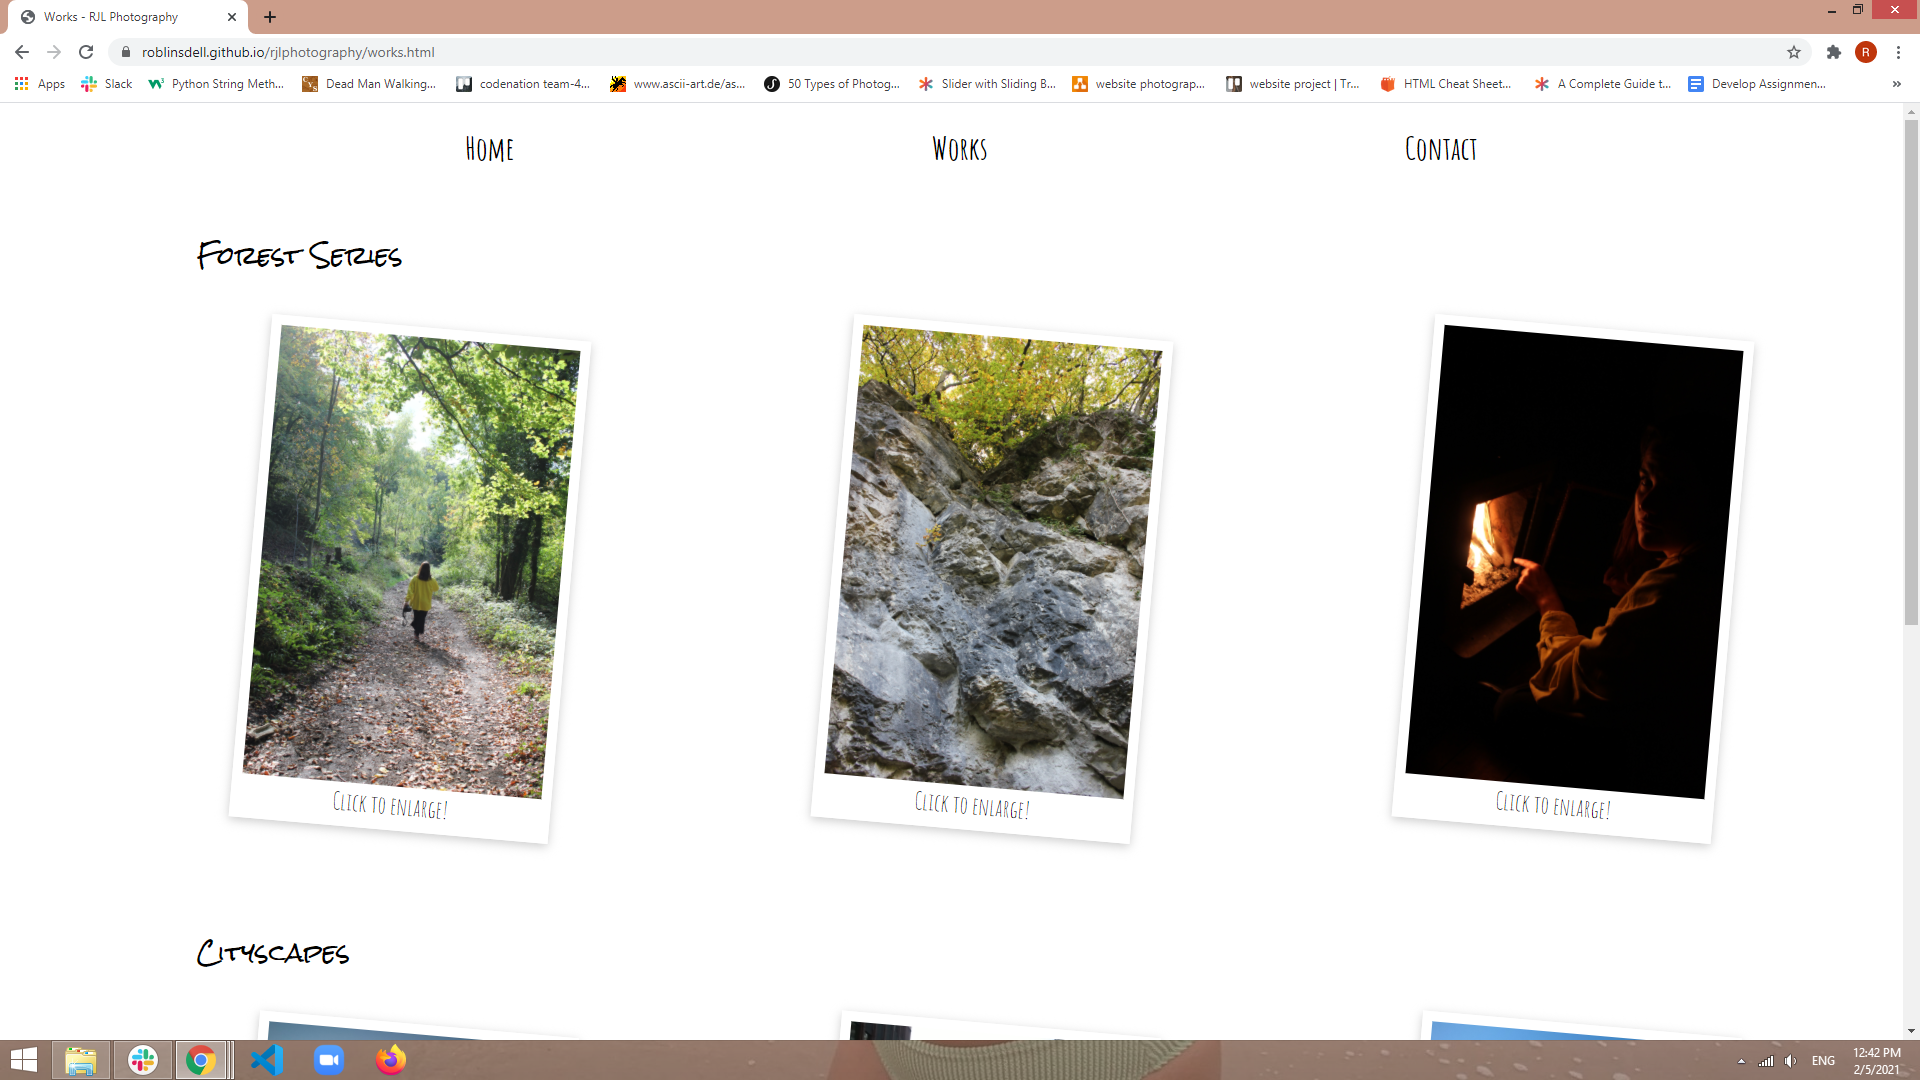 Works - RJL Photography
roblinsdell.github.io/rjlphotography/works.html
R
Apps
Slack
Python String Meth...
Dead Man Walking...
codenation team-4...
www.ascii-art.de/as...
50 Types of Photog...
Slider with Sliding B...
website photograp...
website project | Tr...
HTML Cheat Sheet...
A Complete Guide t...
Develop Assignmen...
Home
Works
Contact
Forest Series
Click to enlarge!
Click to enlarge!
Click to enlarge!
Cityscapes
ENG
12:42 PM
2/5/2021